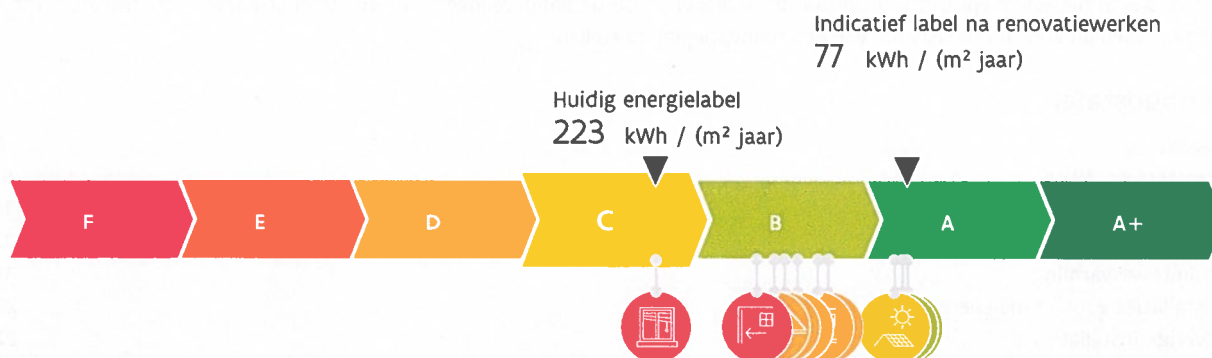 Indicatief label na renovatiewerken
77 kWh / (m² jaar)
Huidig energielabel
223 kWh / (m² jaar)
F E D C B A A+